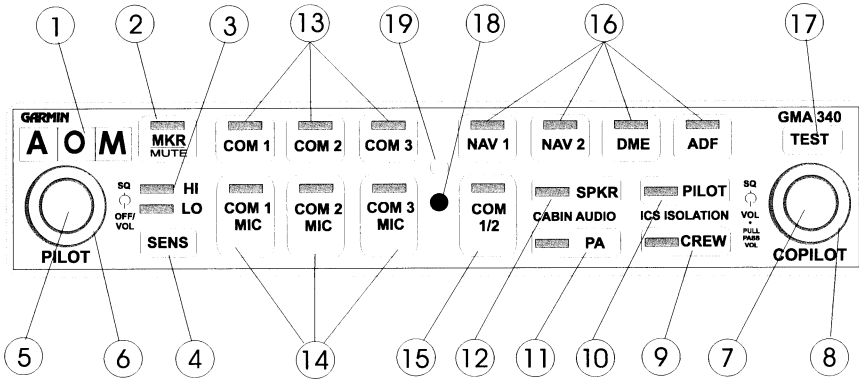 1 2 3 13 19 18 16 17
GARMIN GMA 340
A O M MKR COM 1 COM 2 COM 3 NAV 1 NAV 2 DME ADF TEST
MUTE
SQ HI SPKR PILOT SQ
OFF/ LO COM 1 COM 2 COM 3 COM CABIN AUDIO ICS ISOLATION VOL
VOL MIC MIC MIC 1/2 PULL
SENS PA CREW PASS
VOL
PILOT COPILOT
5 6 4 14 15 12 11 10 9 7 8